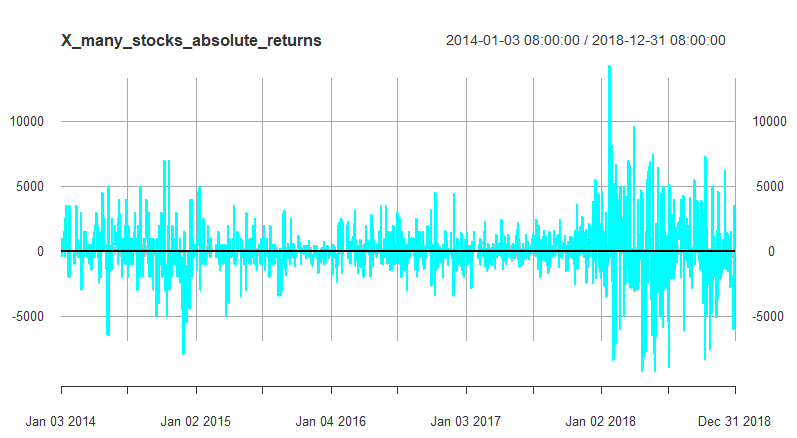 X_many_stocks_absolute_returns 2014-01-03 08:00:00 / 2018-12-31 08:00:00
10000 10000
5000 5000
0 0
-5000 -5000
Jan 03 2014 Jan 02 2015 Jan 04 2016 Jan 03 2017 Jan 02 2018 Dec 31 2018